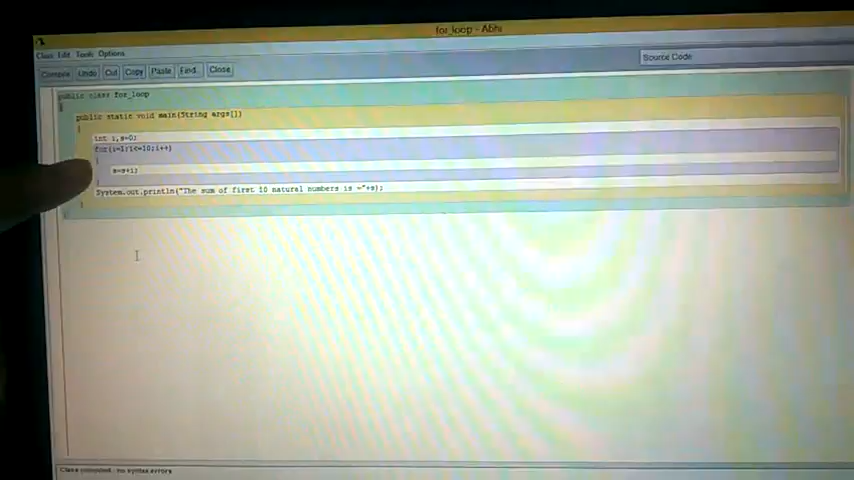 for_loop - Abhi
Class Edit Tools Options
Compile Undo Cut Copy Paste Find... Close Source Code
public class for_loop
{
public static void main(String args[])
{
int i,s=0;
for(i=1;i<=10;i++)
{
s=s+i;
}
System.out.println("The sum of first 10 natural numbers is ="+s);
}
Class compiled - no syntax errors